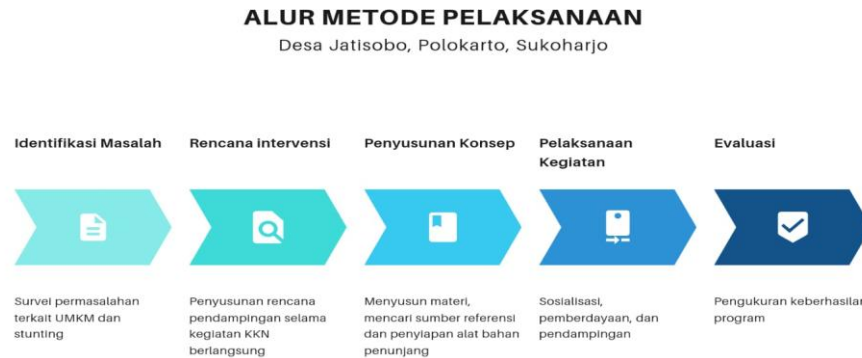 ALUR METODE PELAKSANAAN
Desa Jatisobo, Polokarto, Sukoharjo
Identifikasi Masalah
Rencana intervensi
Penyusunan Konsep
Pelaksanaan
Kegiatan
Evaluasi
Survei permasalahan
terkait UMKM dan
stunting
Penyusunan rencana
pendampingan selama
kegiatan KKN
berlangsung
Menyusun materi,
mencari sumber referensi
dan penyiapan alat bahan
penunjang
Sosialisasi,
pemberdayaan, dan
pendampingan
Pengukuran keberhasilan
program